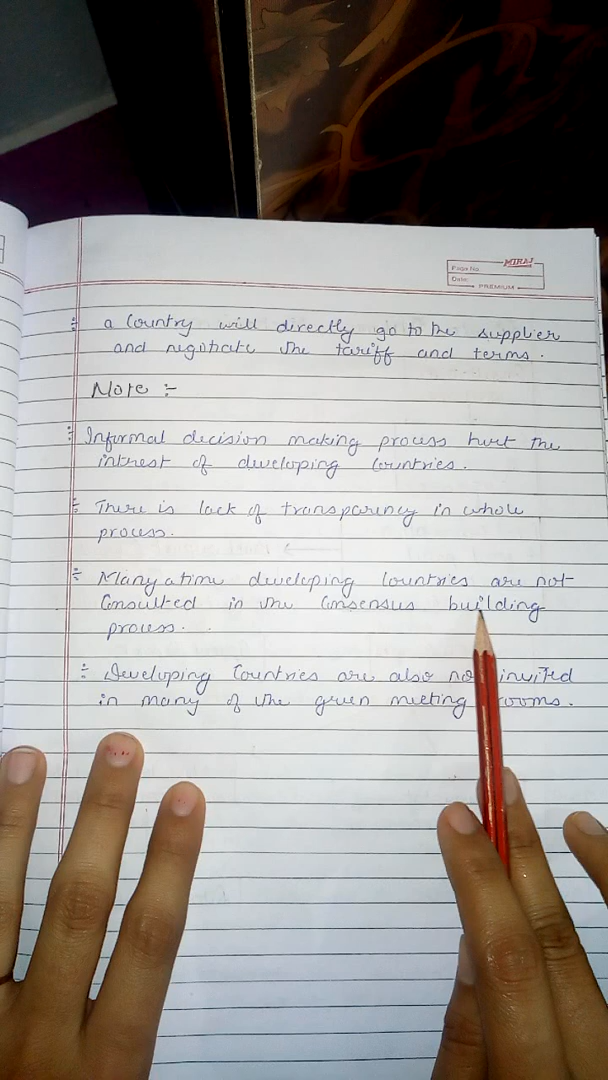 MIRAJ
Page No.
Date:
PREMIUM
÷ a Country will directly go to the supplier
and negotiate the tariff and terms.
Note :-
÷ Informal decision making process hurt the
intrest of developing Countries.
÷ There is lack of transparency in whole
process.
÷ Many a time developing Countries are not
Consulted in the Consensus building
process.
÷ Developing Countries are also not invited
in many of the green meeting rooms.